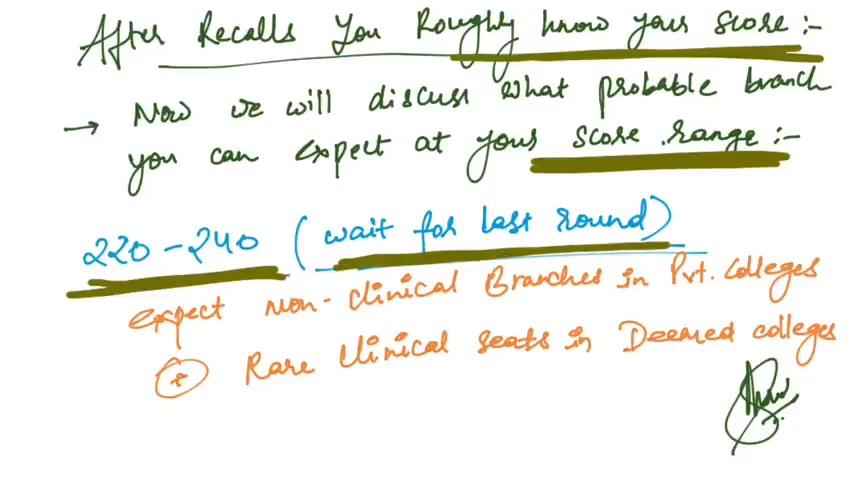 After Recalls You Roughly know your score :-
→ Now we will discuss what probable branch
you can expect at your score range :-
220 - 240 (wait for last round)
expect Non-clinical Branches in Pvt. Colleges
+ Rare clinical seats in Deemed colleges